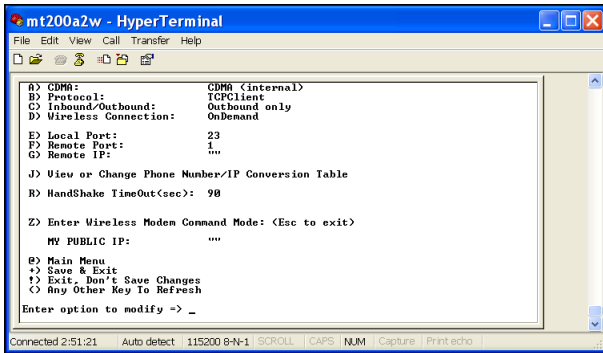 mt200a2w - HyperTerminal
File Edit View Call Transfer Help
A) CDMA: CDMA (internal)
B) Protocol: TCPClient
C) Inbound/Outbound: Outbound only
D) Wireless Connection: OnDemand
E) Local Port: 23
F) Remote Port: 1
G) Remote IP: ""
J) View or Change Phone Number/IP Conversion Table
R) HandShake TimeOut(sec): 90
Z) Enter Wireless Modem Command Mode: (Esc to exit)
MY PUBLIC IP: ""
@) Main Menu
+) Save & Exit
!) Exit, Don't Save Changes
<> Any Other Key To Refresh
Enter option to modify => _
Connected 2:51:21 Auto detect 115200 8-N-1 SCROLL CAPS NUM Capture Print echo